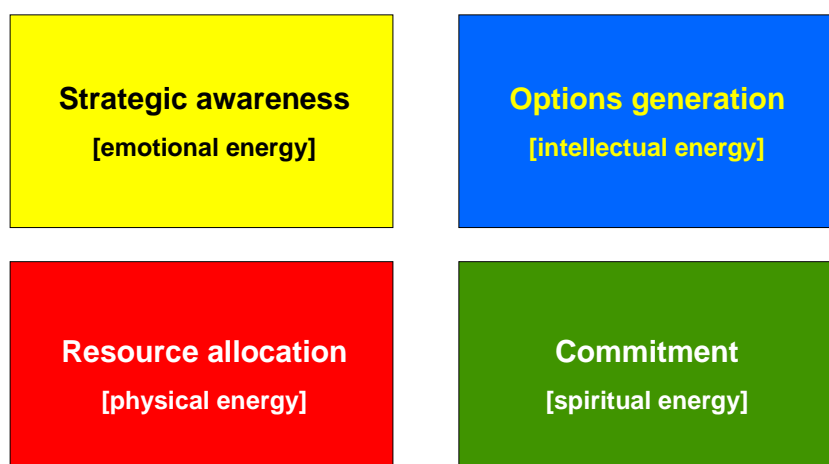 Strategic awareness
[emotional energy]
Options generation
[intellectual energy]
Resource allocation
[physical energy]
Commitment
[spiritual energy]